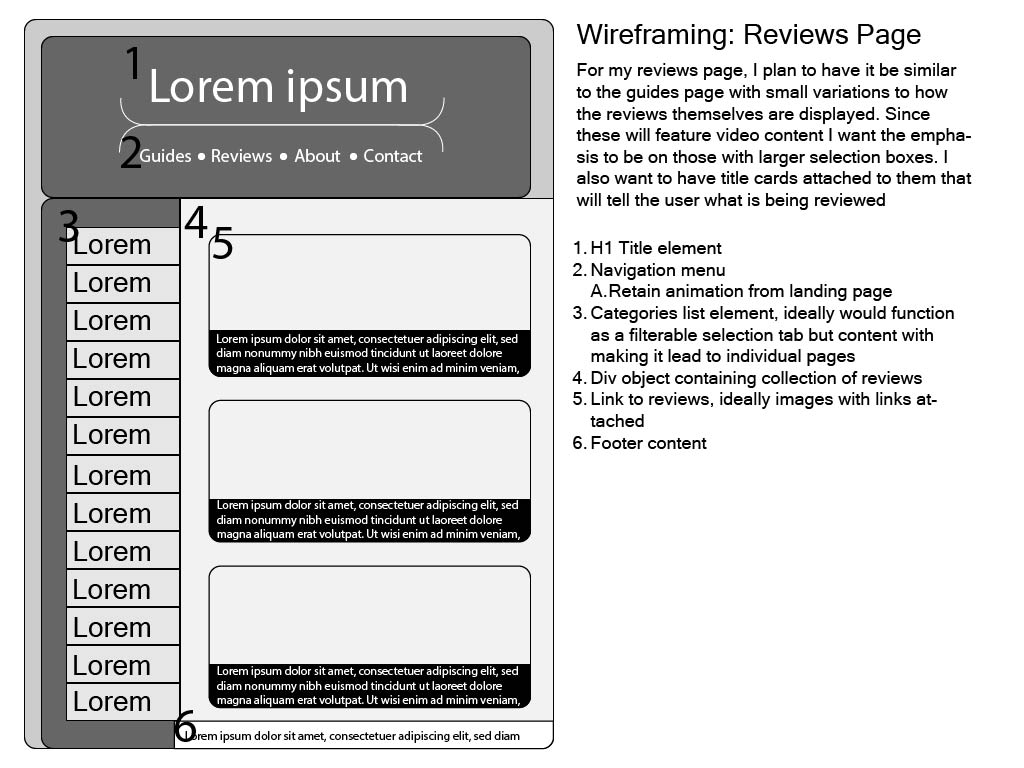 1
Lorem ipsum
2
Guides • Reviews • About • Contact
3
Lorem
Lorem
Lorem
Lorem
Lorem
Lorem
Lorem
Lorem
Lorem
Lorem
Lorem
Lorem
Lorem
4
5
Lorem ipsum dolor sit amet, consectetuer adipiscing elit, sed
diam nonummy nibh euismod tincidunt ut laoreet dolore
magna aliquam erat volutpat. Ut wisi enim ad minim veniam,
Lorem ipsum dolor sit amet, consectetuer adipiscing elit, sed
diam nonummy nibh euismod tincidunt ut laoreet dolore
magna aliquam erat volutpat. Ut wisi enim ad minim veniam,
Lorem ipsum dolor sit amet, consectetuer adipiscing elit, sed
diam nonummy nibh euismod tincidunt ut laoreet dolore
magna aliquam erat volutpat. Ut wisi enim ad minim veniam,
6
Lorem ipsum dolor sit amet, consectetuer adipiscing elit, sed diam
Wireframing: Reviews Page
For my reviews page, I plan to have it be similar
to the guides page with small variations to how
the reviews themselves are displayed. Since
these will feature video content I want the empha-
sis to be on those with larger selection boxes. I
also want to have title cards attached to them that
will tell the user what is being reviewed
1. H1 Title element
2. Navigation menu
A.Retain animation from landing page
3. Categories list element, ideally would function
as a filterable selection tab but content with
making it lead to individual pages
4. Div object containing collection of reviews
5. Link to reviews, ideally images with links at-
tached
6. Footer content